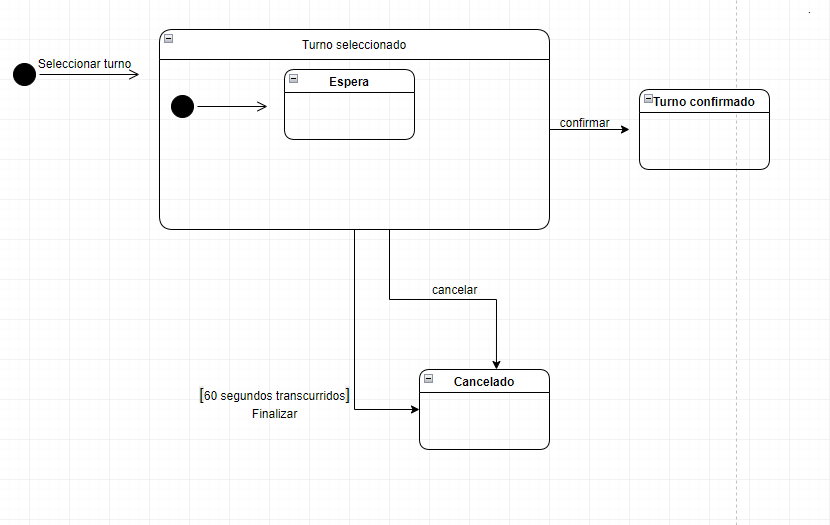 Seleccionar turno
Turno seleccionado
Espera
confirmar
Turno confirmado
cancelar
Cancelado
[60 segundos transcurridos]
Finalizar